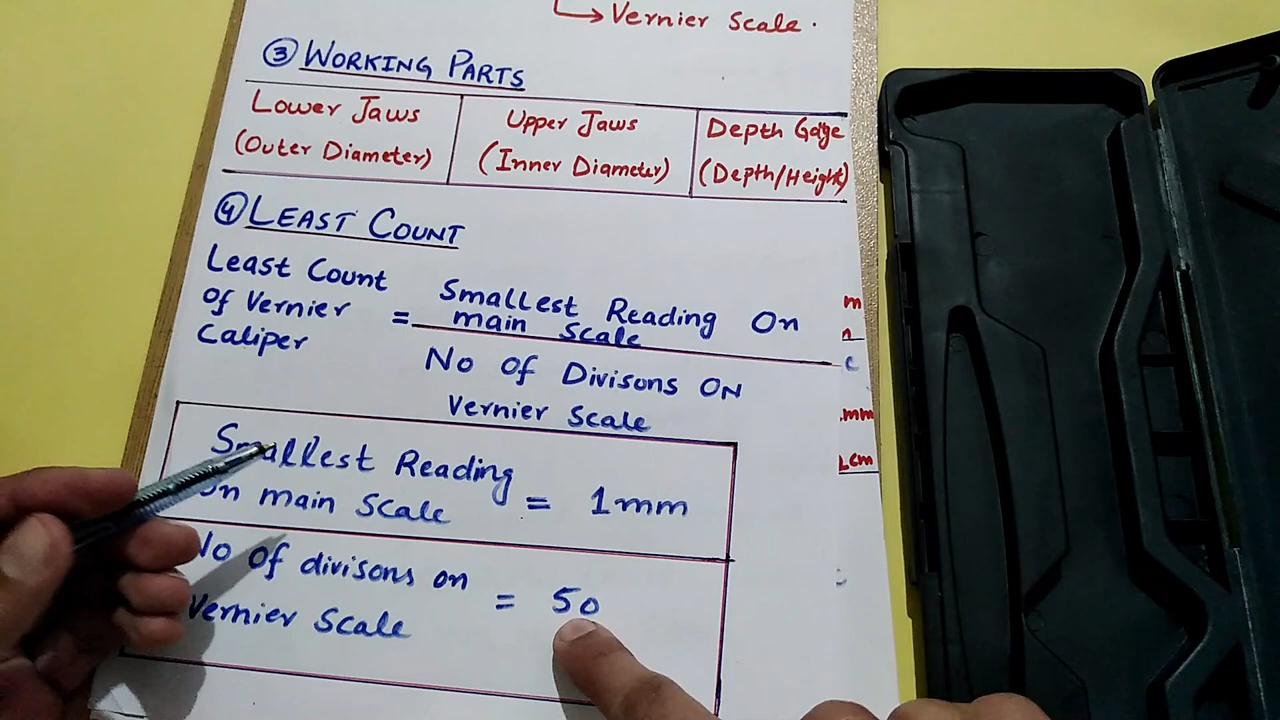 → Vernier Scale.
③ WORKING PARTS
Lower Jaws
(Outer Diameter)
Upper Jaws
(Inner Diameter)
Depth Gage
(Depth/Height)
④ LEAST COUNT
Least Count
of Vernier
Caliper
=
Smallest Reading On
main Scale
No Of Divisons ON
Vernier Scale
Smallest Reading
On main Scale = 1mm
No Of divisons on
Vernier Scale = 50
m
n
c
.mm
Lcm